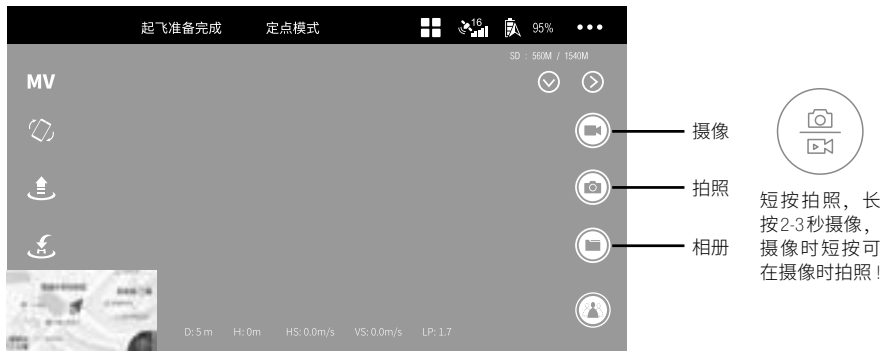 起飞准备完成 定点模式 16 95%
SD : 560M / 1540M
MV
摄像
拍照
相册
短按拍照，长
按2-3秒摄像，
摄像时短按可
在摄像时拍照！
D: 5 m H: 0m HS: 0.0m/s VS: 0.0m/s LP: 1.7